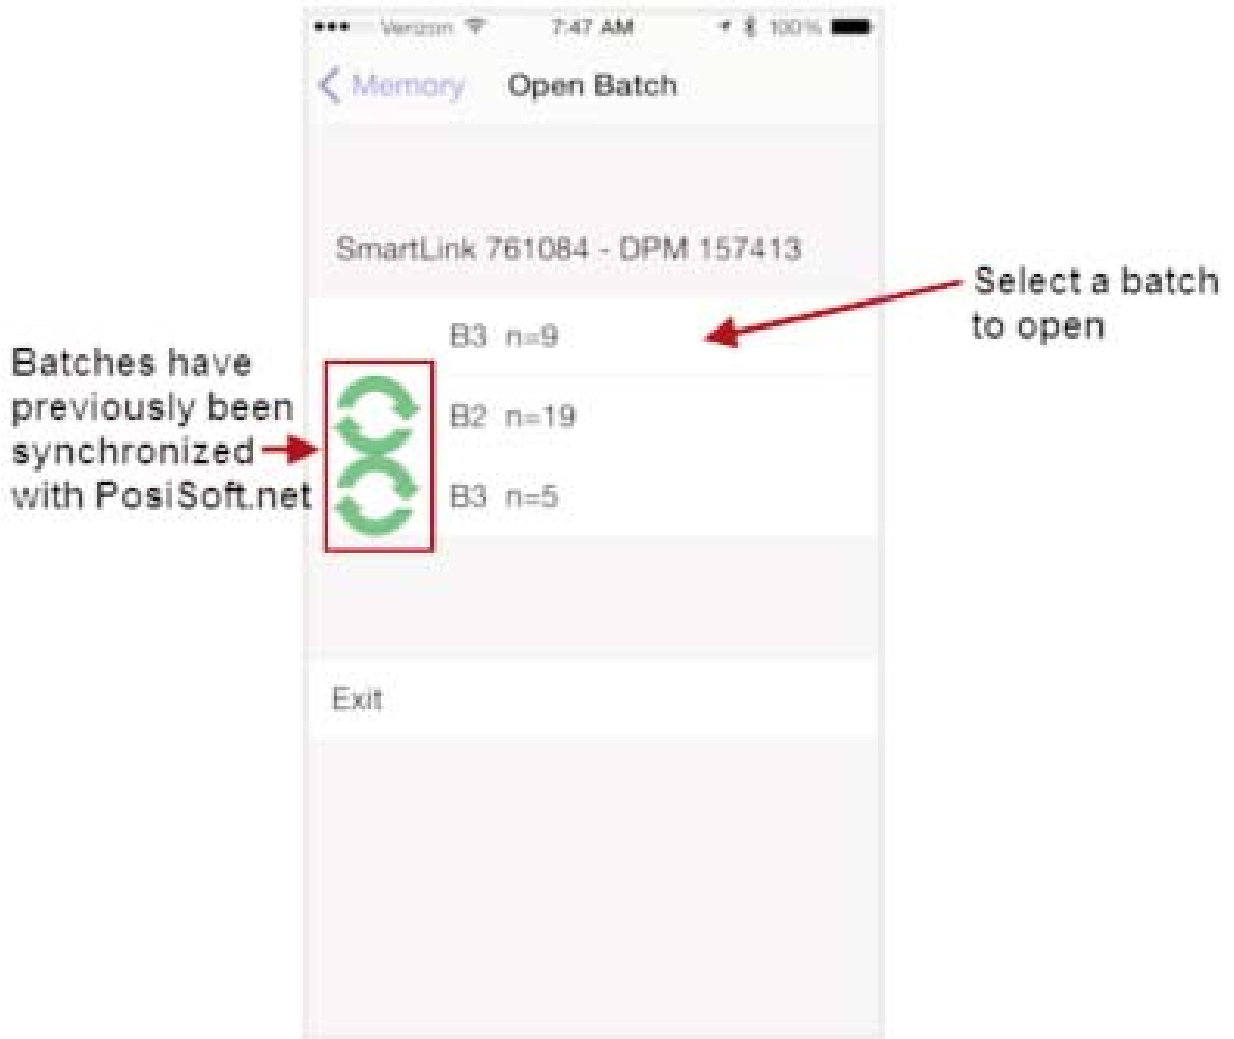 Verizon 7:47 AM 100%
Memory Open Batch
SmartLink 761084 - DPM 157413
Select a batch
to open
B3 n=9
Batches have
previously been
synchronized
with PosiSoft.net
B2 n=19
B3 n=5
Exit